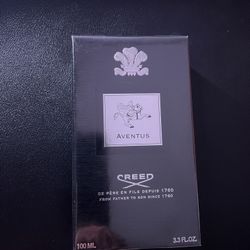 AVENTUS
CREED
DE PÈRE EN FILS DEPUIS 1760
FROM FATHER TO SON SINCE 1760
100 ML 3.3 FL.OZ.